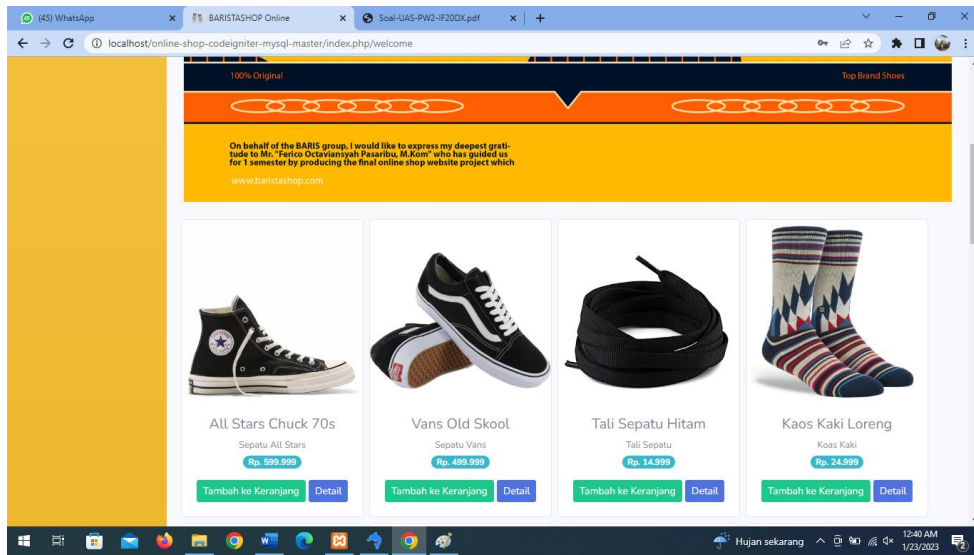 (45) WhatsApp
BARISTASHOP Online
Soal-UAS-PW2-IF20DX.pdf
localhost/online-shop-codeigniter-mysql-master/index.php/welcome
100% Original
Top Brand Shoes
On behalf of the BARIS group, I would like to express my deepest grati-
tude to Mr. "Ferico Octaviansyah Pasaribu, M.Kom" who has guided us
for 1 semester by producing the final online shop website project which
www.baristashop.com
All Stars Chuck 70s
Sepatu All Stars
Rp. 599.999
Tambah ke Keranjang Detail
Vans Old Skool
Sepatu Vans
Rp. 499.999
Tambah ke Keranjang Detail
Tali Sepatu Hitam
Tali Sepatu
Rp. 14.999
Tambah ke Keranjang Detail
Kaos Kaki Loreng
Koas Kaki
Rp. 24.999
Tambah ke Keranjang Detail
Hujan sekarang
12:40 AM
1/23/2023